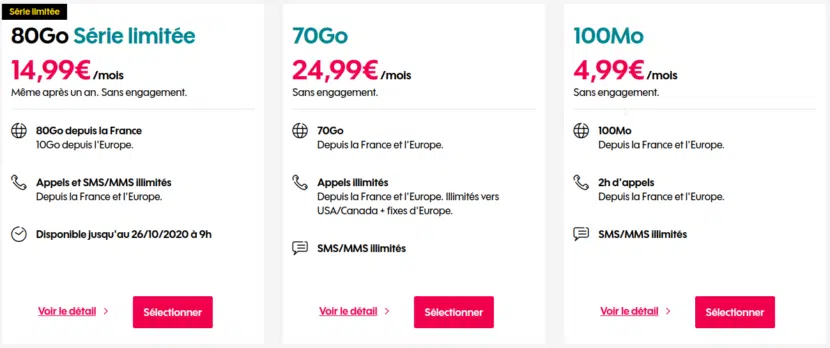 Série limitée
80Go Série limitée
14,99€/mois
Même après un an. Sans engagement.
80Go depuis la France
10Go depuis l'Europe.
Appels et SMS/MMS illimités
Depuis la France et l'Europe.
Disponible jusqu'au 26/10/2020 à 9h
Voir le détail >
Sélectionner
70Go
24,99€/mois
Sans engagement.
70Go
Depuis la France et l'Europe.
Appels illimités
Depuis la France et l'Europe. Illimités vers
USA/Canada + fixes d'Europe.
SMS/MMS illimités
Voir le détail >
Sélectionner
100Mo
4,99€/mois
Sans engagement.
100Mo
Depuis la France et l'Europe.
2h d'appels
Depuis la France et l'Europe.
SMS/MMS illimités
Voir le détail >
Sélectionner